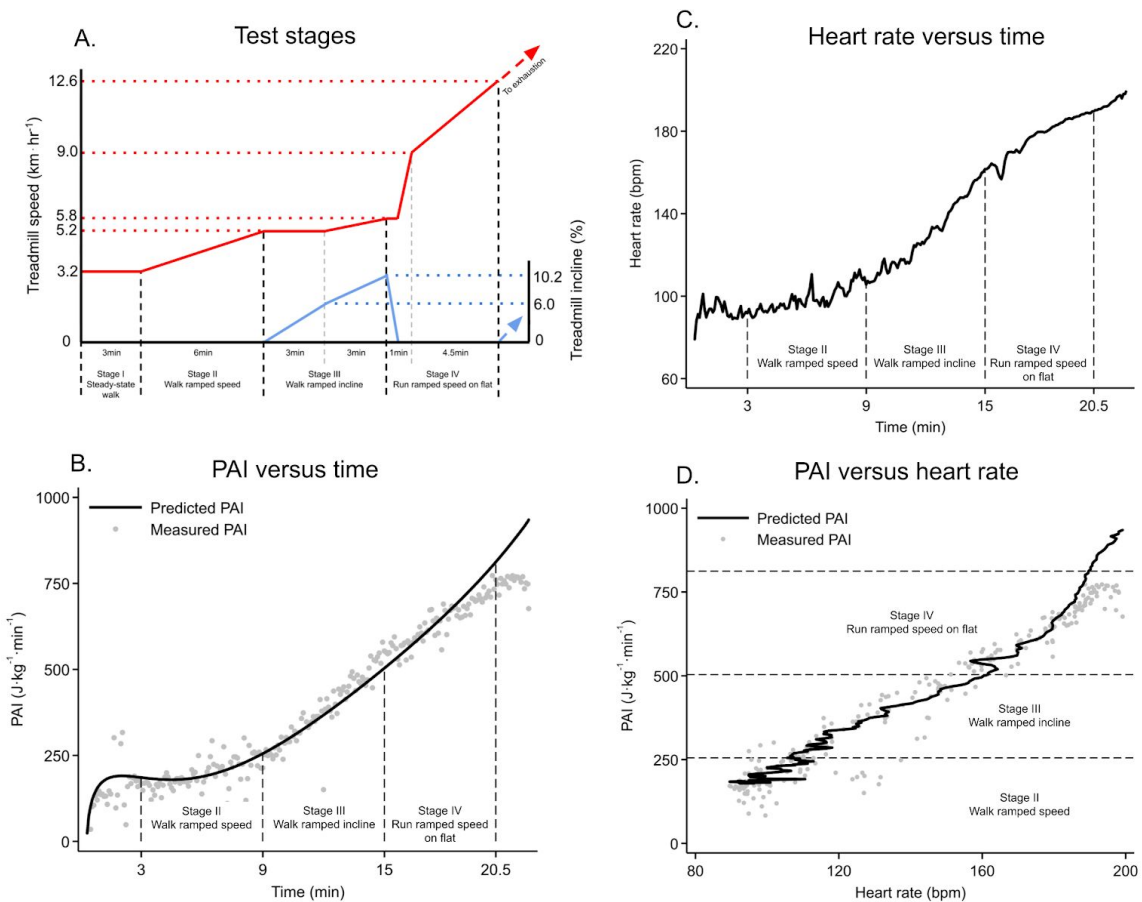 A.
Test stages
Treadmill speed (km· hr⁻¹)
12.6
9.0
5.8
5.2
3.2
0
To exhaustion
Treadmill incline (%)
10.2
6.0
0
3min
6min
3min
3min
1min
4.5min
Stage I
Steady-state
walk
Stage II
Walk ramped speed
Stage III
Walk ramped incline
Stage IV
Run ramped speed on flat
C.
Heart rate versus time
Heart rate (bpm)
220
180
140
100
60
Stage II
Walk ramped speed
Stage III
Walk ramped incline
Stage IV
Run ramped speed
on flat
3
9
15
20.5
Time (min)
B.
PAI versus time
PAI (J·kg⁻¹·min⁻¹)
1000
750
500
250
0
Predicted PAI
Measured PAI
Stage II
Walk ramped speed
Stage III
Walk ramped incline
Stage IV
Run ramped speed
on flat
3
9
15
20.5
Time (min)
D.
PAI versus heart rate
PAI (J·kg⁻¹·min⁻¹)
1000
750
500
250
0
Predicted PAI
Measured PAI
Stage IV
Run ramped speed on flat
Stage III
Walk ramped incline
Stage II
Walk ramped speed
80
120
160
200
Heart rate (bpm)